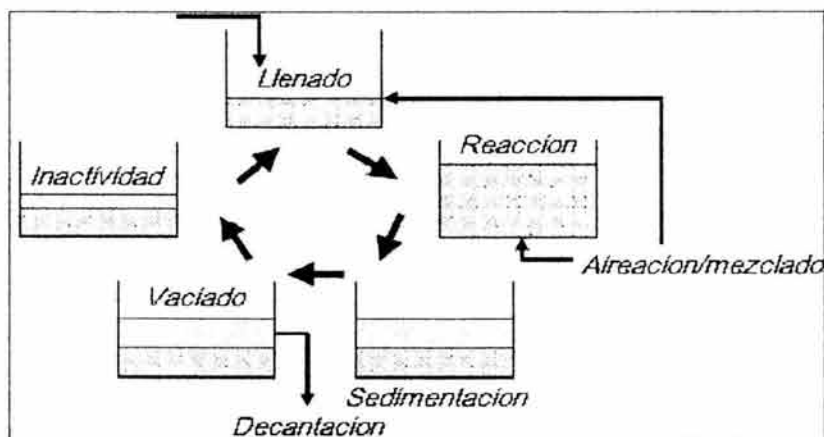 Llenado
Reaccion
Inactividad
Aireacion/mezclado
Vaciado
Sedimentacion
Decantacion